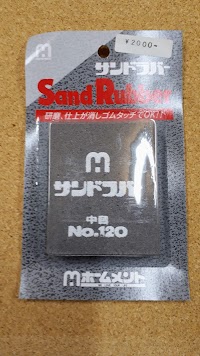 ¥2000-
サンドラバー
Sand Rubber
研磨、仕上が消しゴムタッチでOK!!
サンドラバー
中目
No.120
ホームメント